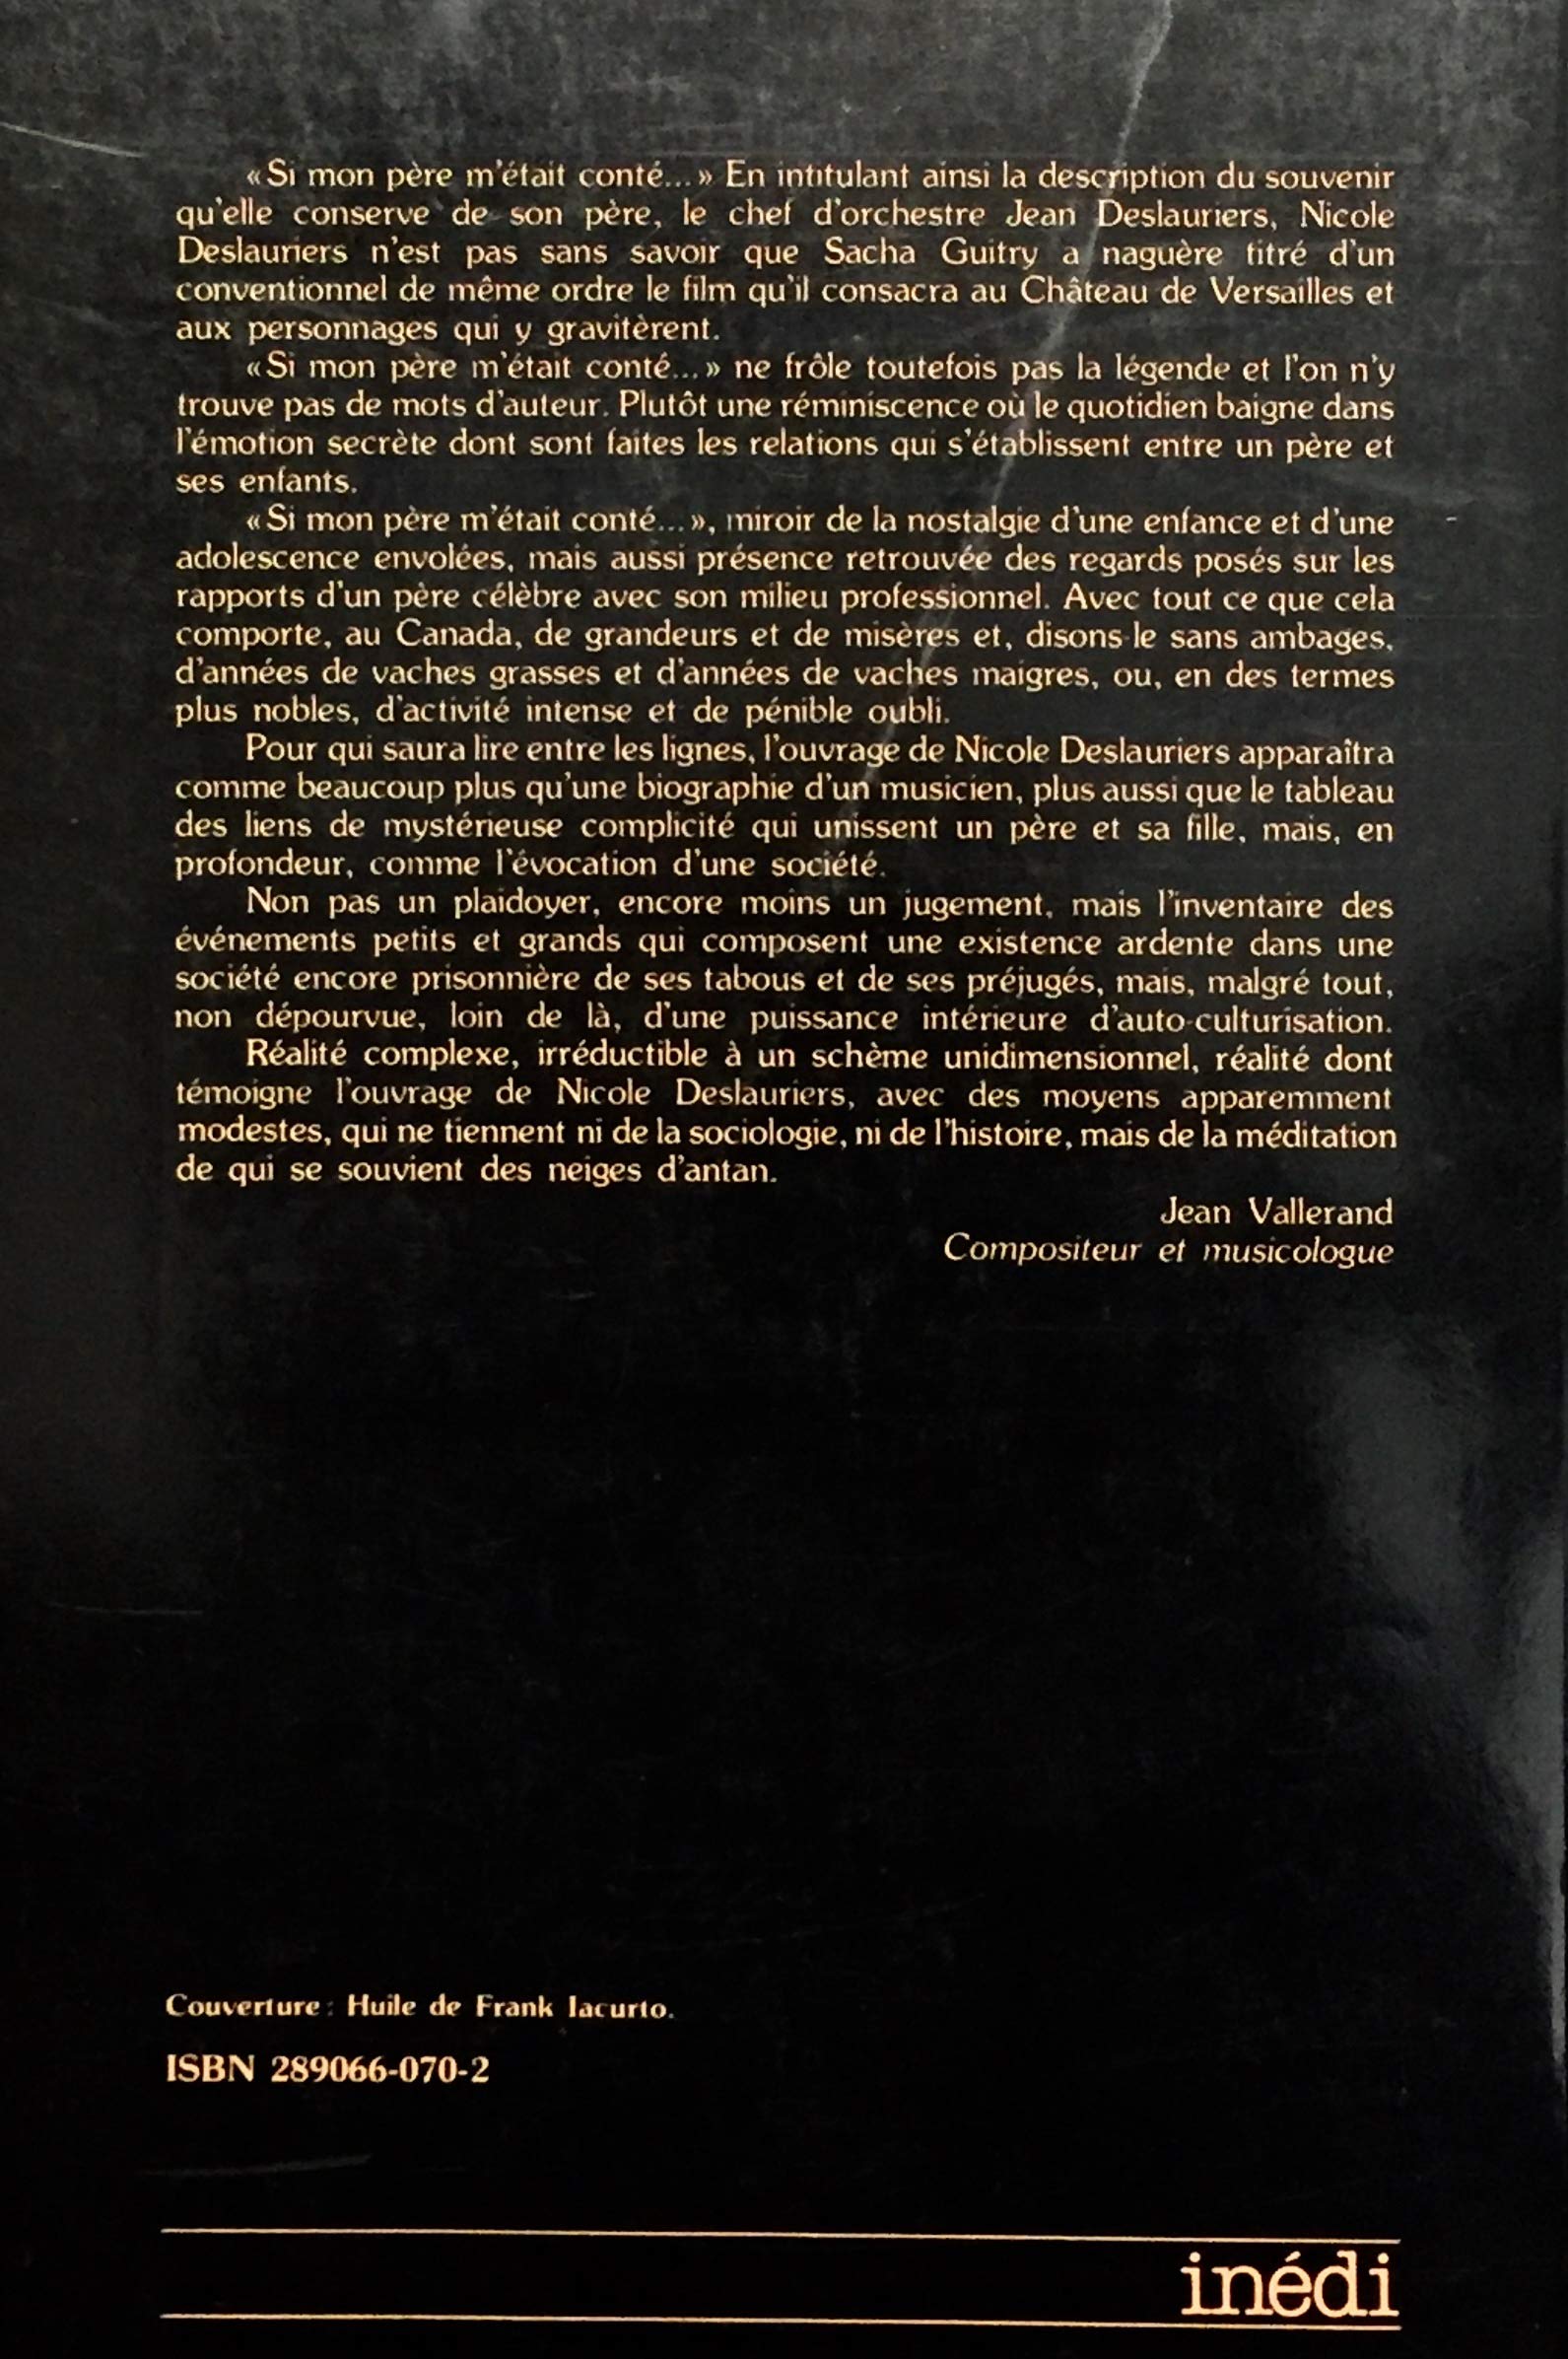 «Si mon père m'était conté...» En intitulant ainsi la description du souvenir
qu'elle conserve de son père, le chef d'orchestre Jean Deslauriers, Nicole
Deslauriers n'est pas sans savoir que Sacha Guitry a naguère titré d'un
conventionnel de même ordre le film qu'il consacra au Château de Versailles et
aux personnages qui y gravitèrent.
«Si mon père m'était conté...» ne frôle toutefois pas la légende et l'on n'y
trouve pas de mots d'auteur. Plutôt une réminiscence où le quotidien baigne dans
l'émotion secrète dont sont faites les relations qui s'établissent entre un père et
ses enfants.
«Si mon père m'était conté...», miroir de la nostalgie d'une enfance et d'une
adolescence envolées, mais aussi présence retrouvée des regards posés sur les
rapports d'un père célèbre avec son milieu professionnel. Avec tout ce que cela
comporte, au Canada, de grandeurs et de misères et, disons-le sans ambages,
d'années de vaches grasses et d'années de vaches maigres, ou, en des termes
plus nobles, d'activité intense et de pénible oubli.
Pour qui saura lire entre les lignes, l'ouvrage de Nicole Deslauriers apparaîtra
comme beaucoup plus qu'une biographie d'un musicien, plus aussi que le tableau
des liens de mystérieuse complicité qui unissent un père et sa fille, mais, en
profondeur, comme l'évocation d'une société.
Non pas un plaidoyer, encore moins un jugement, mais l'inventaire des
événements petits et grands qui composent une existence ardente dans une
société encore prisonnière de ses tabous et de ses préjugés, mais, malgré tout,
non dépourvue, loin de là, d'une puissance intérieure d'auto-culturisation.
Réalité complexe, irréductible à un schème unidimensionnel, réalité dont
témoigne l'ouvrage de Nicole Deslauriers, avec des moyens apparemment
modestes, qui ne tiennent ni de la sociologie, ni de l'histoire, mais de la méditation
de qui se souvient des neiges d'antan.
Jean Vallerand
Compositeur et musicologue
Couverture : Huile de Frank Iacurto.
ISBN 289066-070-2
inédi